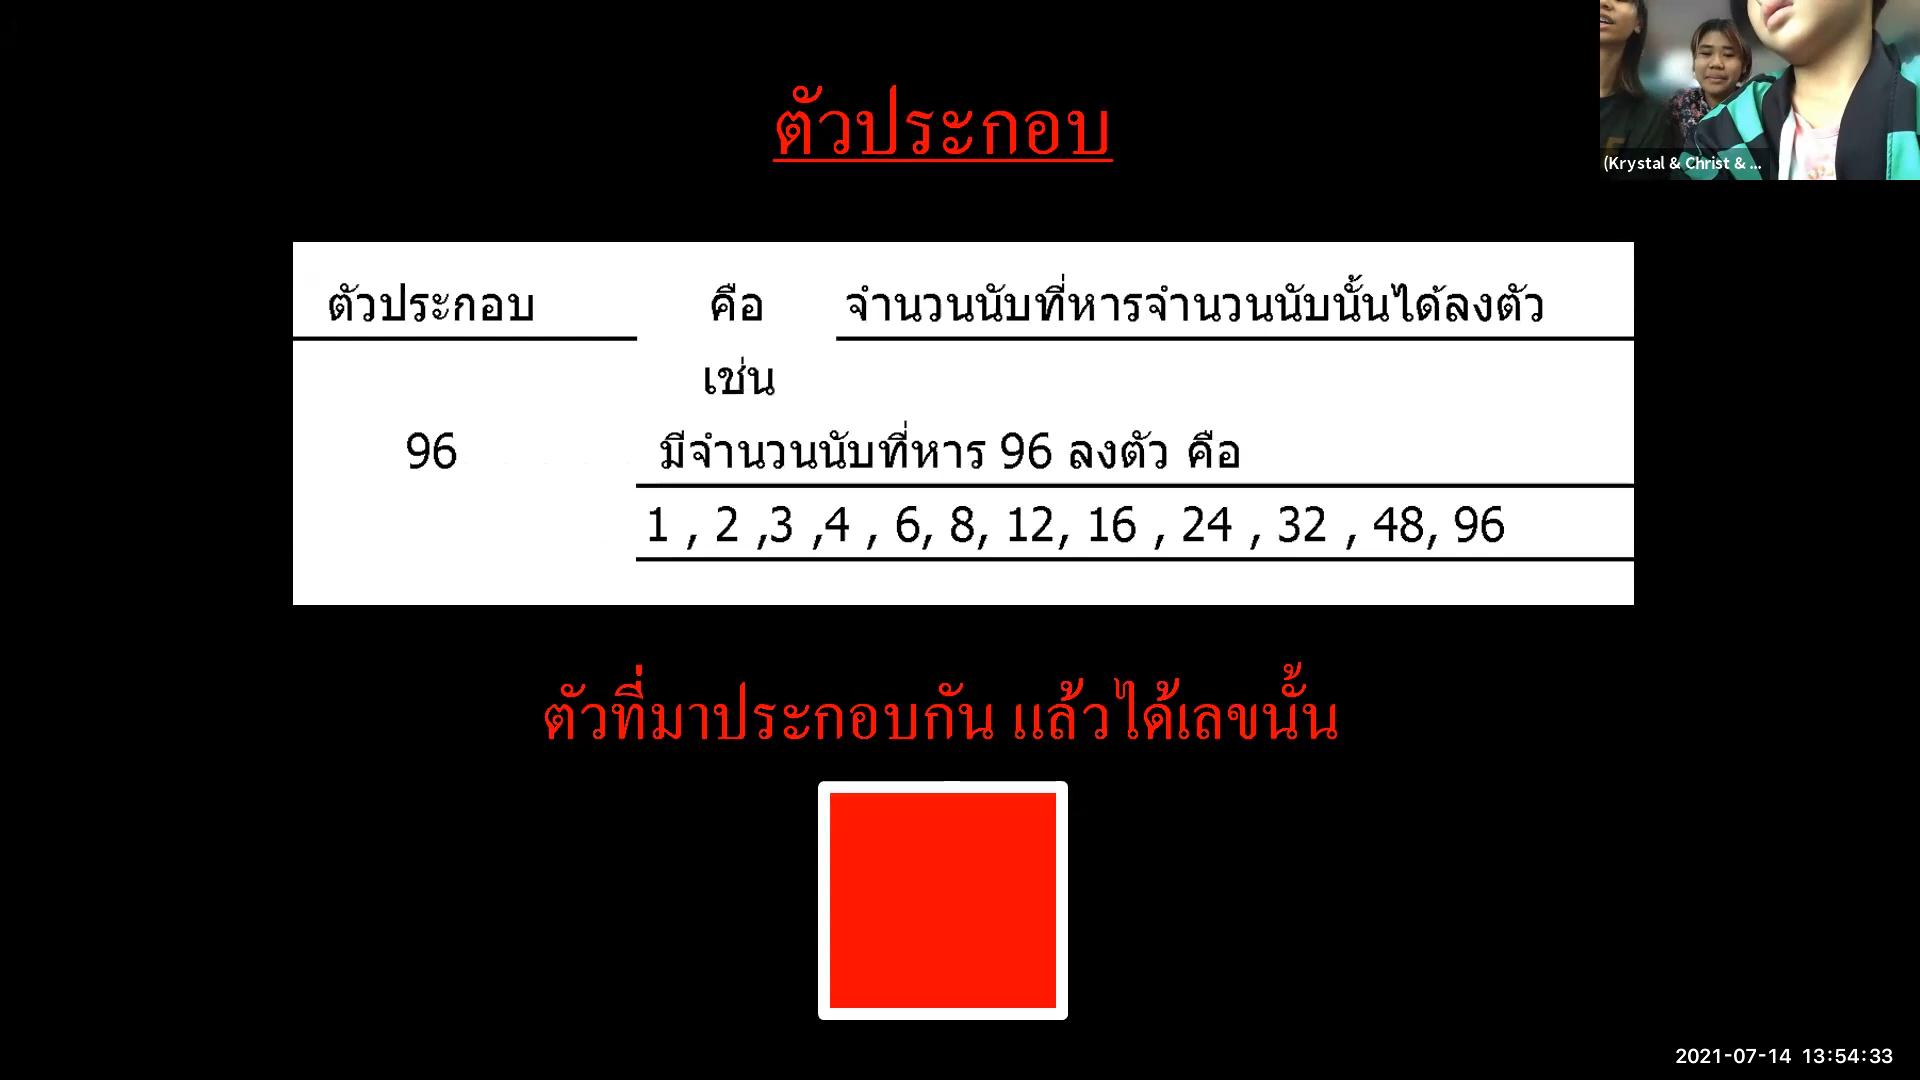 ตัวประกอบ
(Krystal & Christ & ...
ตัวประกอบ คือ จำนวนนับที่หารจำนวนนับนั้นได้ลงตัว
เช่น
96 มีจำนวนนับที่หาร 96 ลงตัว คือ
1 , 2 ,3 ,4 , 6, 8, 12, 16 , 24 , 32 , 48, 96
ตัวที่มาประกอบกัน แล้วได้เลขนั้น
2021-07-14 13:54:33